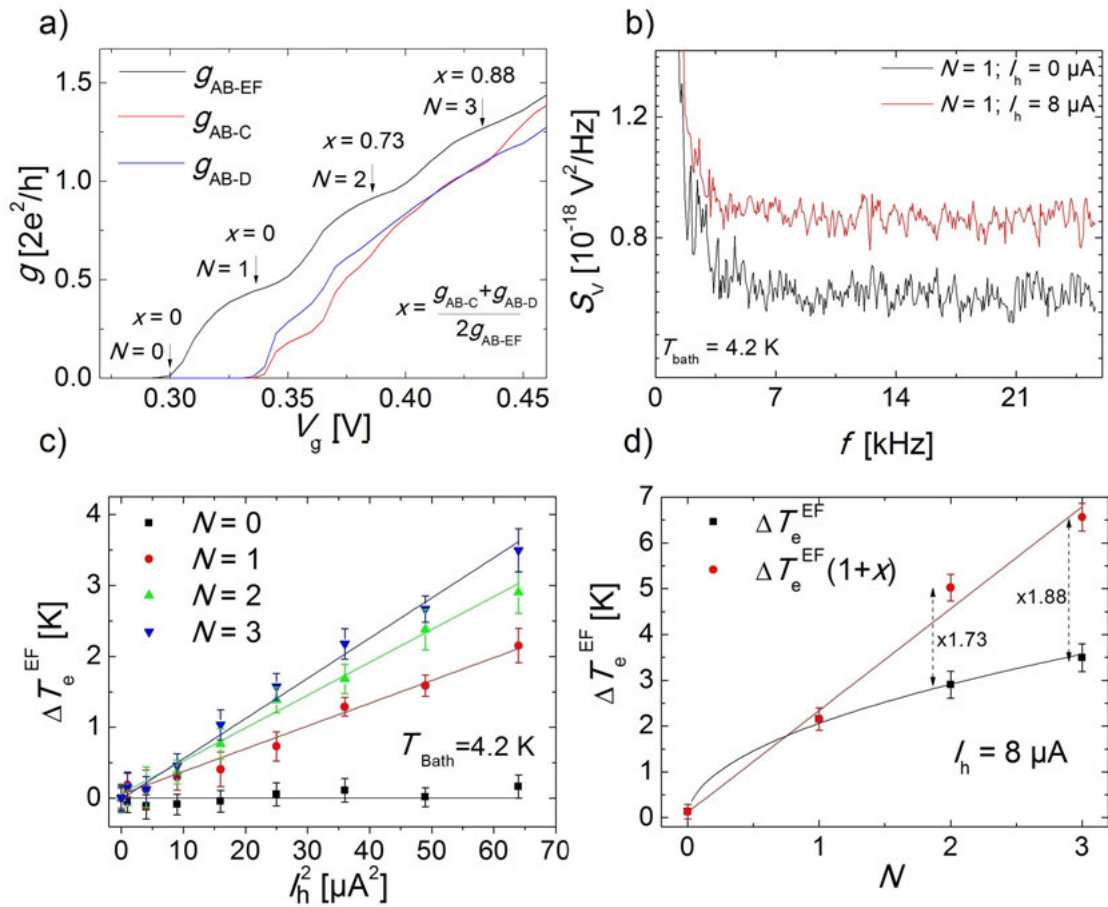 a)
g_AB-EF
g_AB-C
g_AB-D
x = 0.88
N = 3
x = 0.73
N = 2
x = 0
N = 1
x = 0
N = 0
x = (g_AB-C + g_AB-D) / 2g_AB-EF
g [2e²/h]
1.5
1.0
0.5
0.0
0.30 0.35 0.40 0.45
V_g [V]
b)
N = 1; I_h = 0 µA
N = 1; I_h = 8 µA
S_V [10^-18 V²/Hz]
1.2
0.8
T_bath = 4.2 K
0 7 14 21
f [kHz]
c)
N = 0
N = 1
N = 2
N = 3
ΔT_e^EF [K]
4
3
2
1
0
T_Bath=4.2 K
0 10 20 30 40 50 60 70
I_h² [µA²]
d)
ΔT_e^EF
ΔT_e^EF (1+x)
x1.88
x1.73
ΔT_e^EF [K]
7
6
5
4
3
2
1
0
I_h = 8 µA
0 1 2 3
N